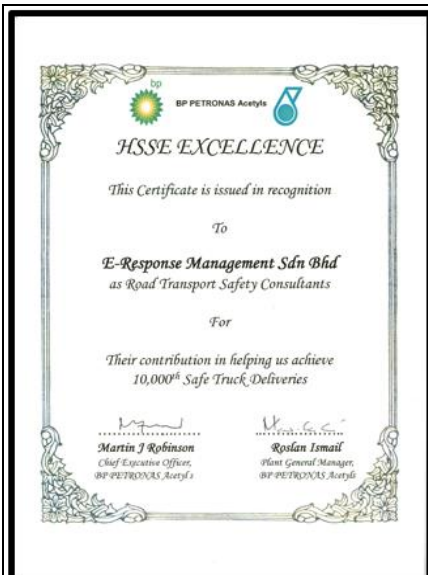 bp
BP PETRONAS Acetyls
HSSE EXCELLENCE
This Certificate is issued in recognition
To
E-Response Management Sdn Bhd
as Road Transport Safety Consultants
For
Their contribution in helping us achieve
10,000th Safe Truck Deliveries
Martin J Robinson
Chief Executive Officer,
BP PETRONAS Acetyls
Roslan Ismail
Plant General Manager,
BP PETRONAS Acetyls